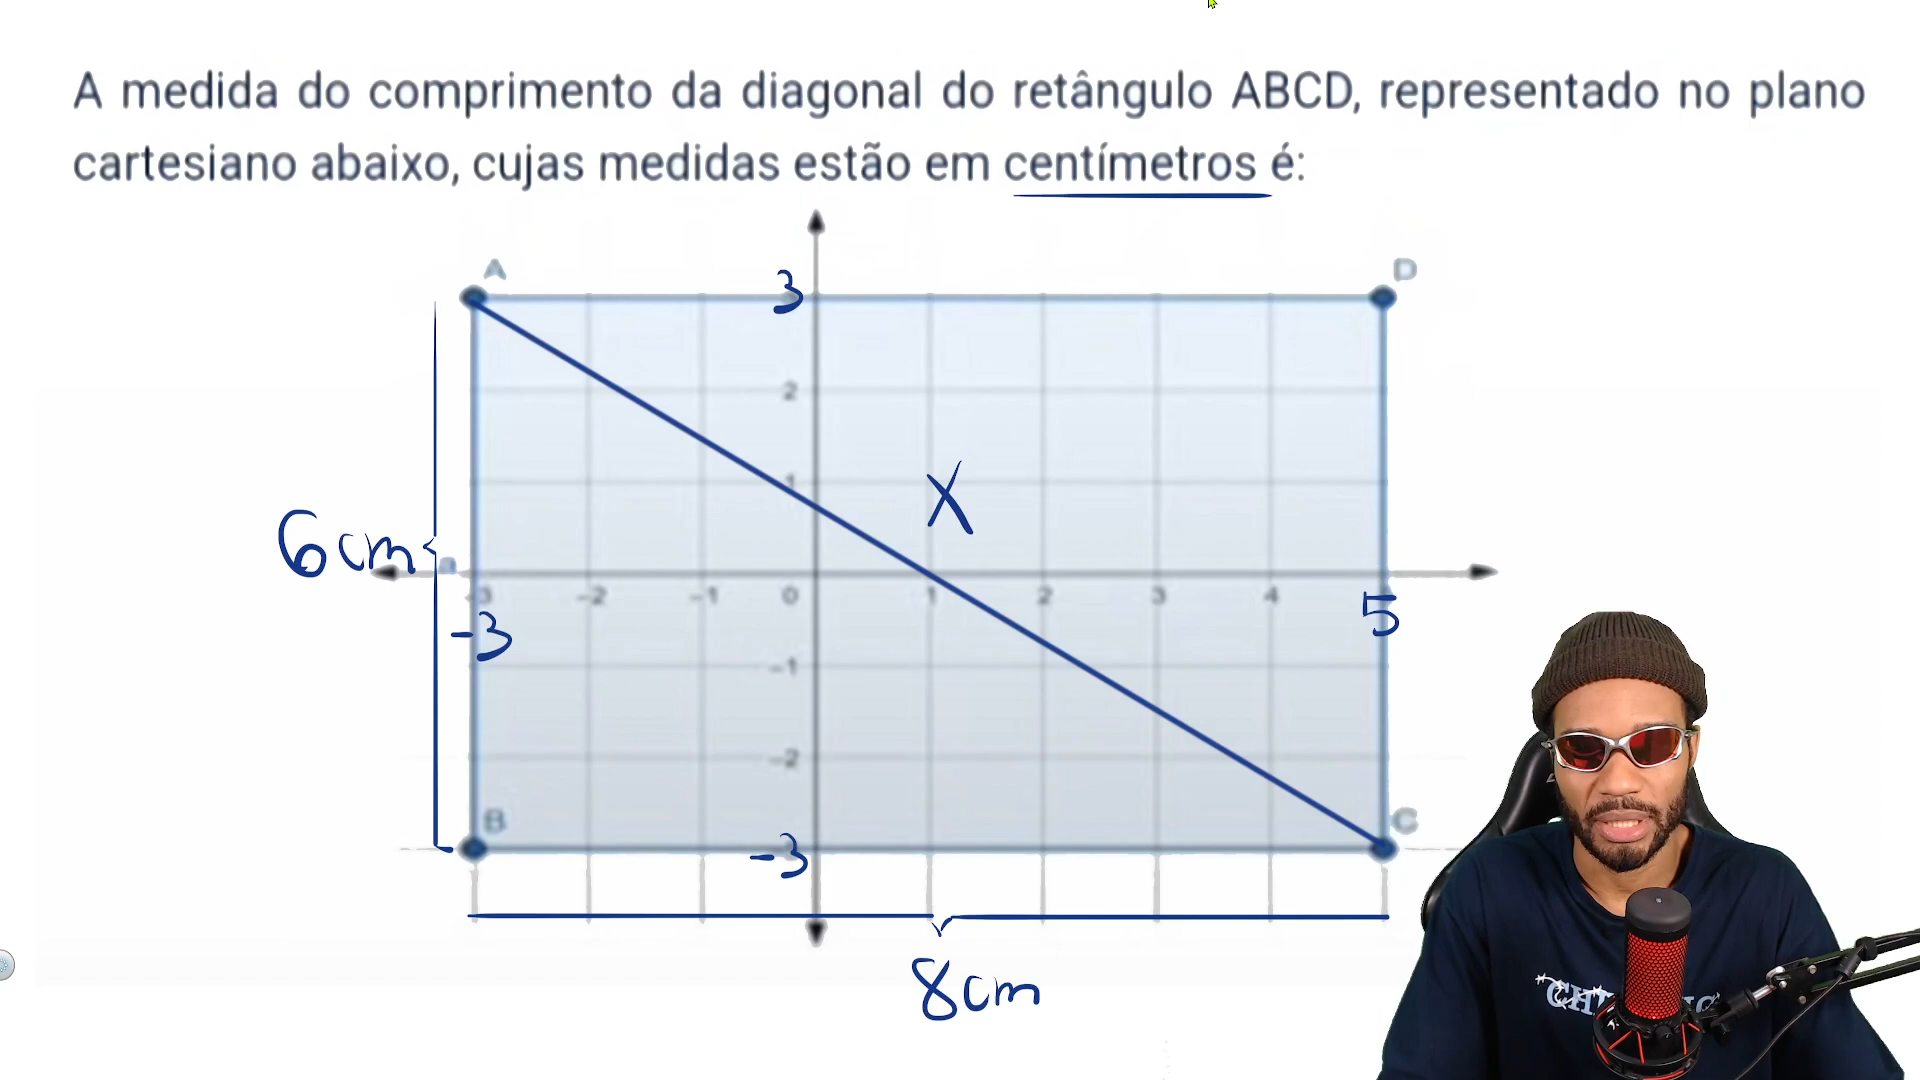 A medida do comprimento da diagonal do retângulo ABCD, representado no plano
cartesiano abaixo, cujas medidas estão em centímetros é:
A
3
D
2
1
X
6cm
a
-3 -2 -1 0 1 2 3 4
5
-3
-1
-2
B
C
-3
8cm